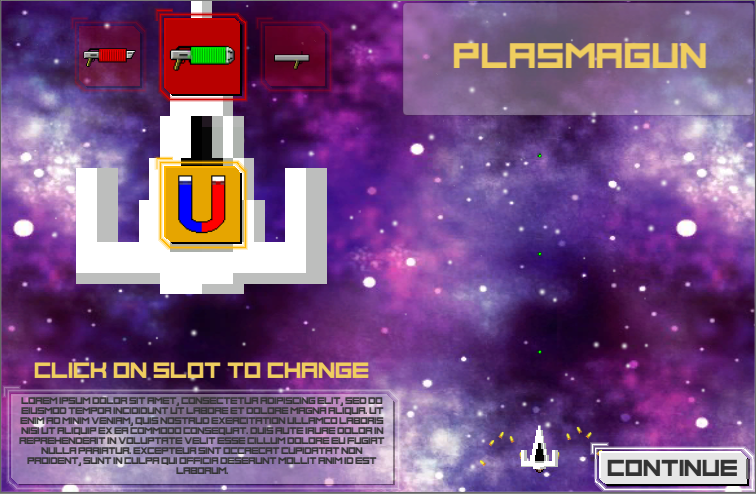 PLASMAGUN
CLICK ON SLOT TO CHANGE
LOREM IPSUM DOLOR SIT AMET, CONSECTETUR ADIPISCING ELIT, SED DO
EIUSMOD TEMPOR INCIDIDUNT UT LABORE ET DOLORE MAGNA ALIQUA. UT
ENIM AD MINIM VENIAM, QUIS NOSTRUD EXERCITATION ULLAMCO LABORIS
NISI UT ALIQUIP EX EA COMMODO CONSEQUAT. DUIS AUTE IRURE DOLOR IN
REPREHENDERIT IN VOLUPTATE VELIT ESSE CILLUM DOLORE EU FUGIAT
NULLA PARIATUR. EXCEPTEUR SINT OCCAECAT CUPIDATAT NON
PROIDENT, SUNT IN CULPA QUI OFFICIA DESERUNT MOLLIT ANIM ID EST
LABORUM.
CONTINUE